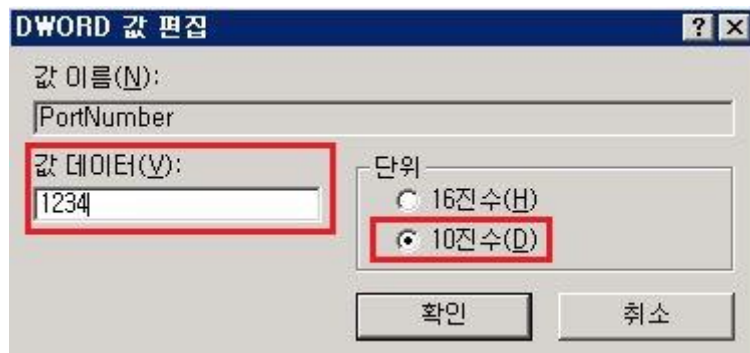 DWORD 값 편집
값 이름(N):
PortNumber
값 데이터(V):
1234
단위
16진수(H)
10진수(D)
확인
취소